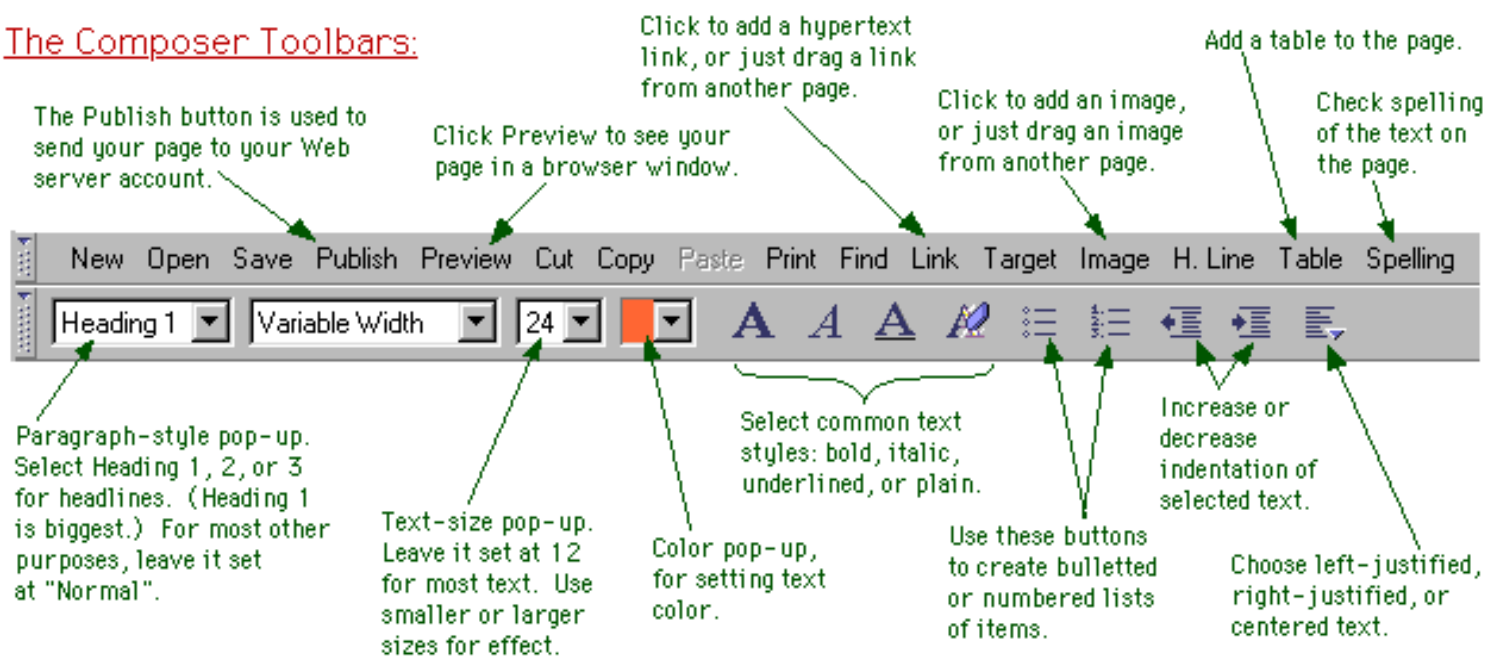 The Composer Toolbars:
Click to add a hypertext
link, or just drag a link
from another page.
Add a table to the page.
The Publish button is used to
send your page to your Web
server account.
Click Preview to see your
page in a browser window.
Click to add an image,
or just drag an image
from another page.
Check spelling
of the text on
the page.
New Open Save Publish Preview Cut Copy Paste Print Find Link Target Image H. Line Table Spelling
Heading 1 Variable Width 24 A A A A
Paragraph-style pop-up.
Select Heading 1, 2, or 3
for headlines. (Heading 1
is biggest.) For most other
purposes, leave it set
at "Normal".
Text-size pop-up.
Leave it set at 12
for most text. Use
smaller or larger
sizes for effect.
Color pop-up,
for setting text
color.
Select common text
styles: bold, italic,
underlined, or plain.
Use these buttons
to create bulletted
or numbered lists
of items.
Increase or
decrease
indentation of
selected text.
Choose left-justified,
right-justified, or
centered text.